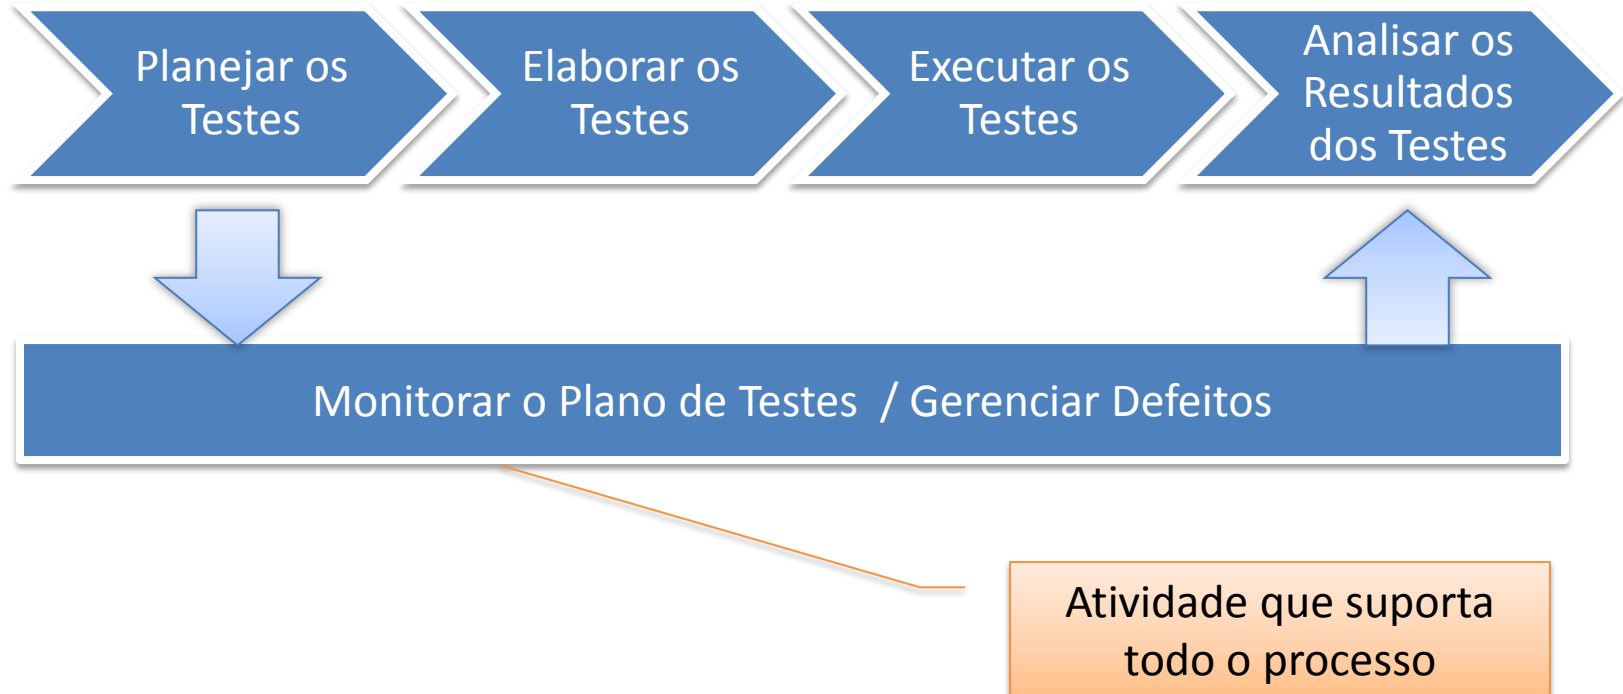 Planejar os
Testes
Elaborar os
Testes
Executar os
Testes
Analisar os
Resultados
dos Testes
Monitorar o Plano de Testes / Gerenciar Defeitos
Atividade que suporta
todo o processo